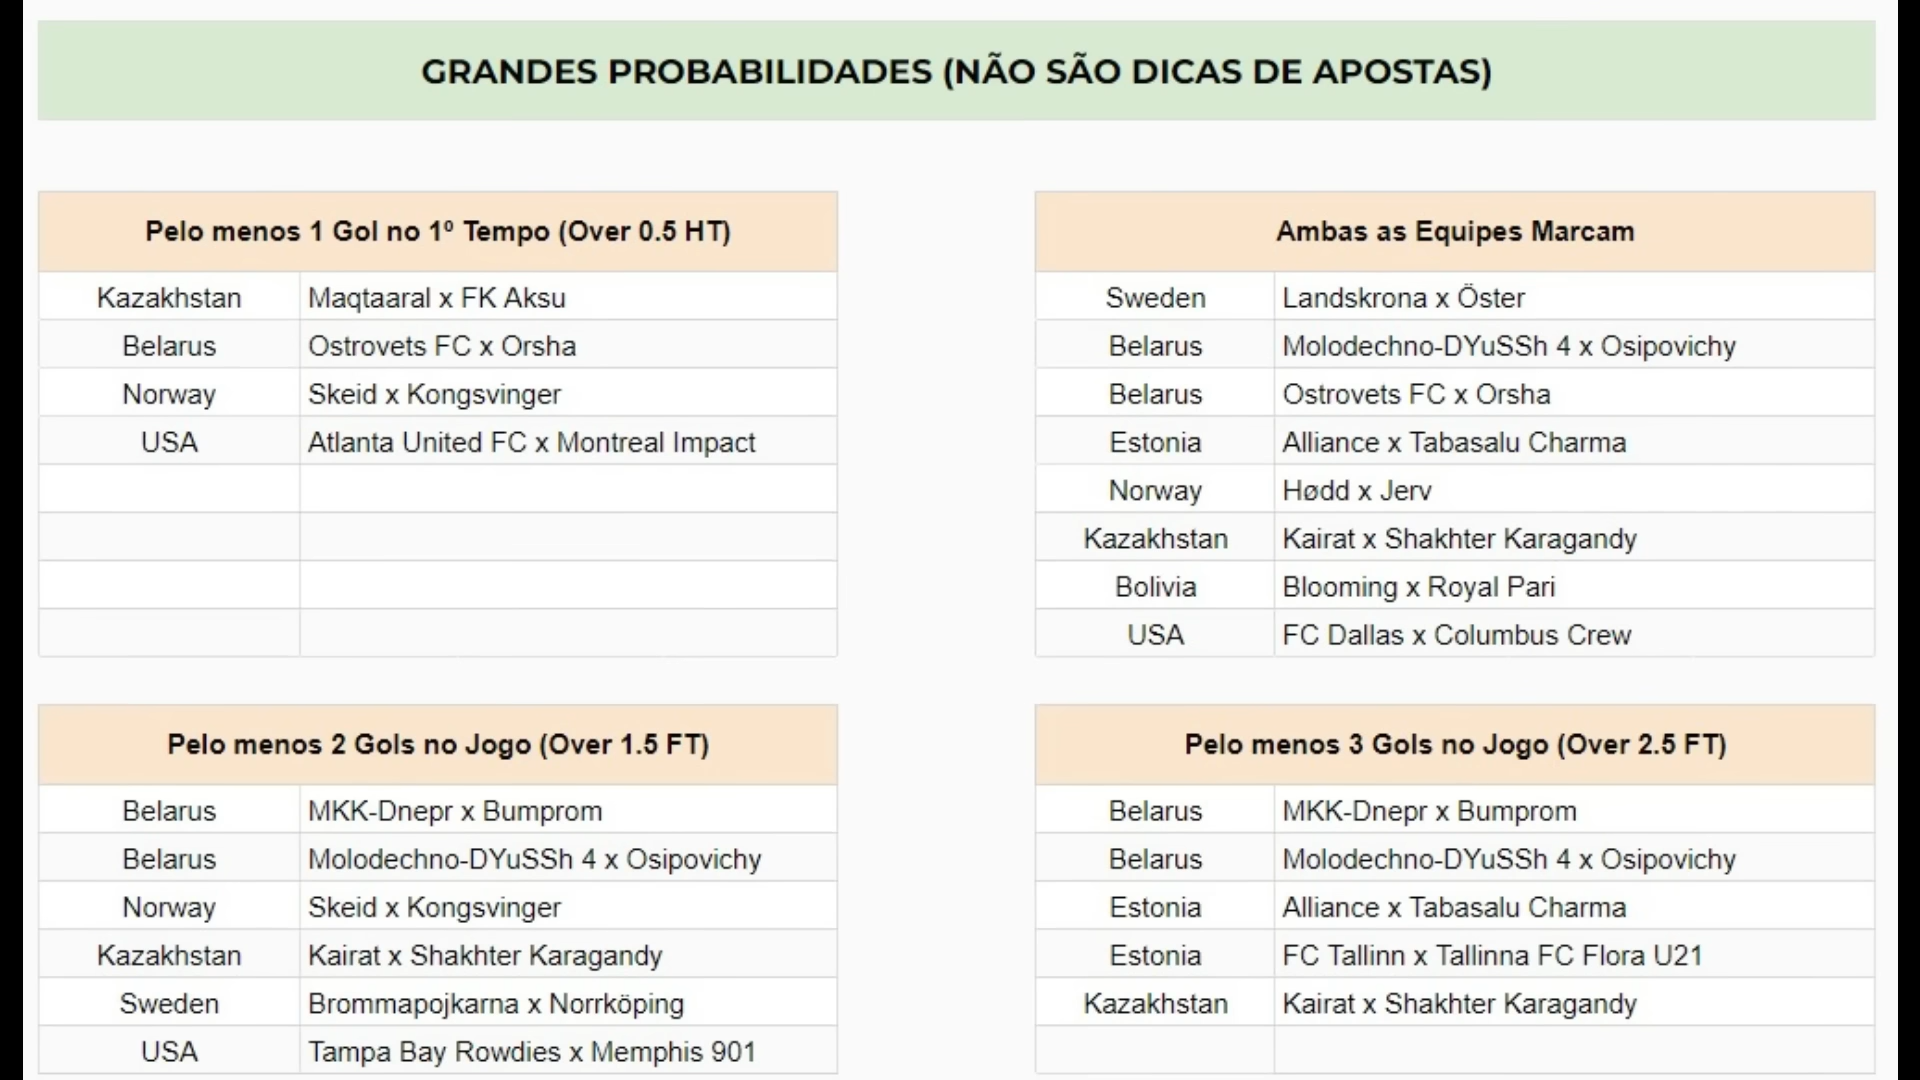 GRANDES PROBABILIDADES (NÃO SÃO DICAS DE APOSTAS)
Pelo menos 1 Gol no 1º Tempo (Over 0.5 HT)
Kazakhstan Maqtaaral x FK Aksu
Belarus Ostrovets FC x Orsha
Norway Skeid x Kongsvinger
USA Atlanta United FC x Montreal Impact
Ambas as Equipes Marcam
Sweden Landskrona x Öster
Belarus Molodechno-DYuSSh 4 x Osipovichy
Belarus Ostrovets FC x Orsha
Estonia Alliance x Tabasalu Charma
Norway Hødd x Jerv
Kazakhstan Kairat x Shakhter Karagandy
Bolivia Blooming x Royal Pari
USA FC Dallas x Columbus Crew
Pelo menos 2 Gols no Jogo (Over 1.5 FT)
Belarus MKK-Dnepr x Bumprom
Belarus Molodechno-DYuSSh 4 x Osipovichy
Norway Skeid x Kongsvinger
Kazakhstan Kairat x Shakhter Karagandy
Sweden Brommapojkarna x Norrköping
USA Tampa Bay Rowdies x Memphis 901
Pelo menos 3 Gols no Jogo (Over 2.5 FT)
Belarus MKK-Dnepr x Bumprom
Belarus Molodechno-DYuSSh 4 x Osipovichy
Estonia Alliance x Tabasalu Charma
Estonia FC Tallinn x Tallinna FC Flora U21
Kazakhstan Kairat x Shakhter Karagandy